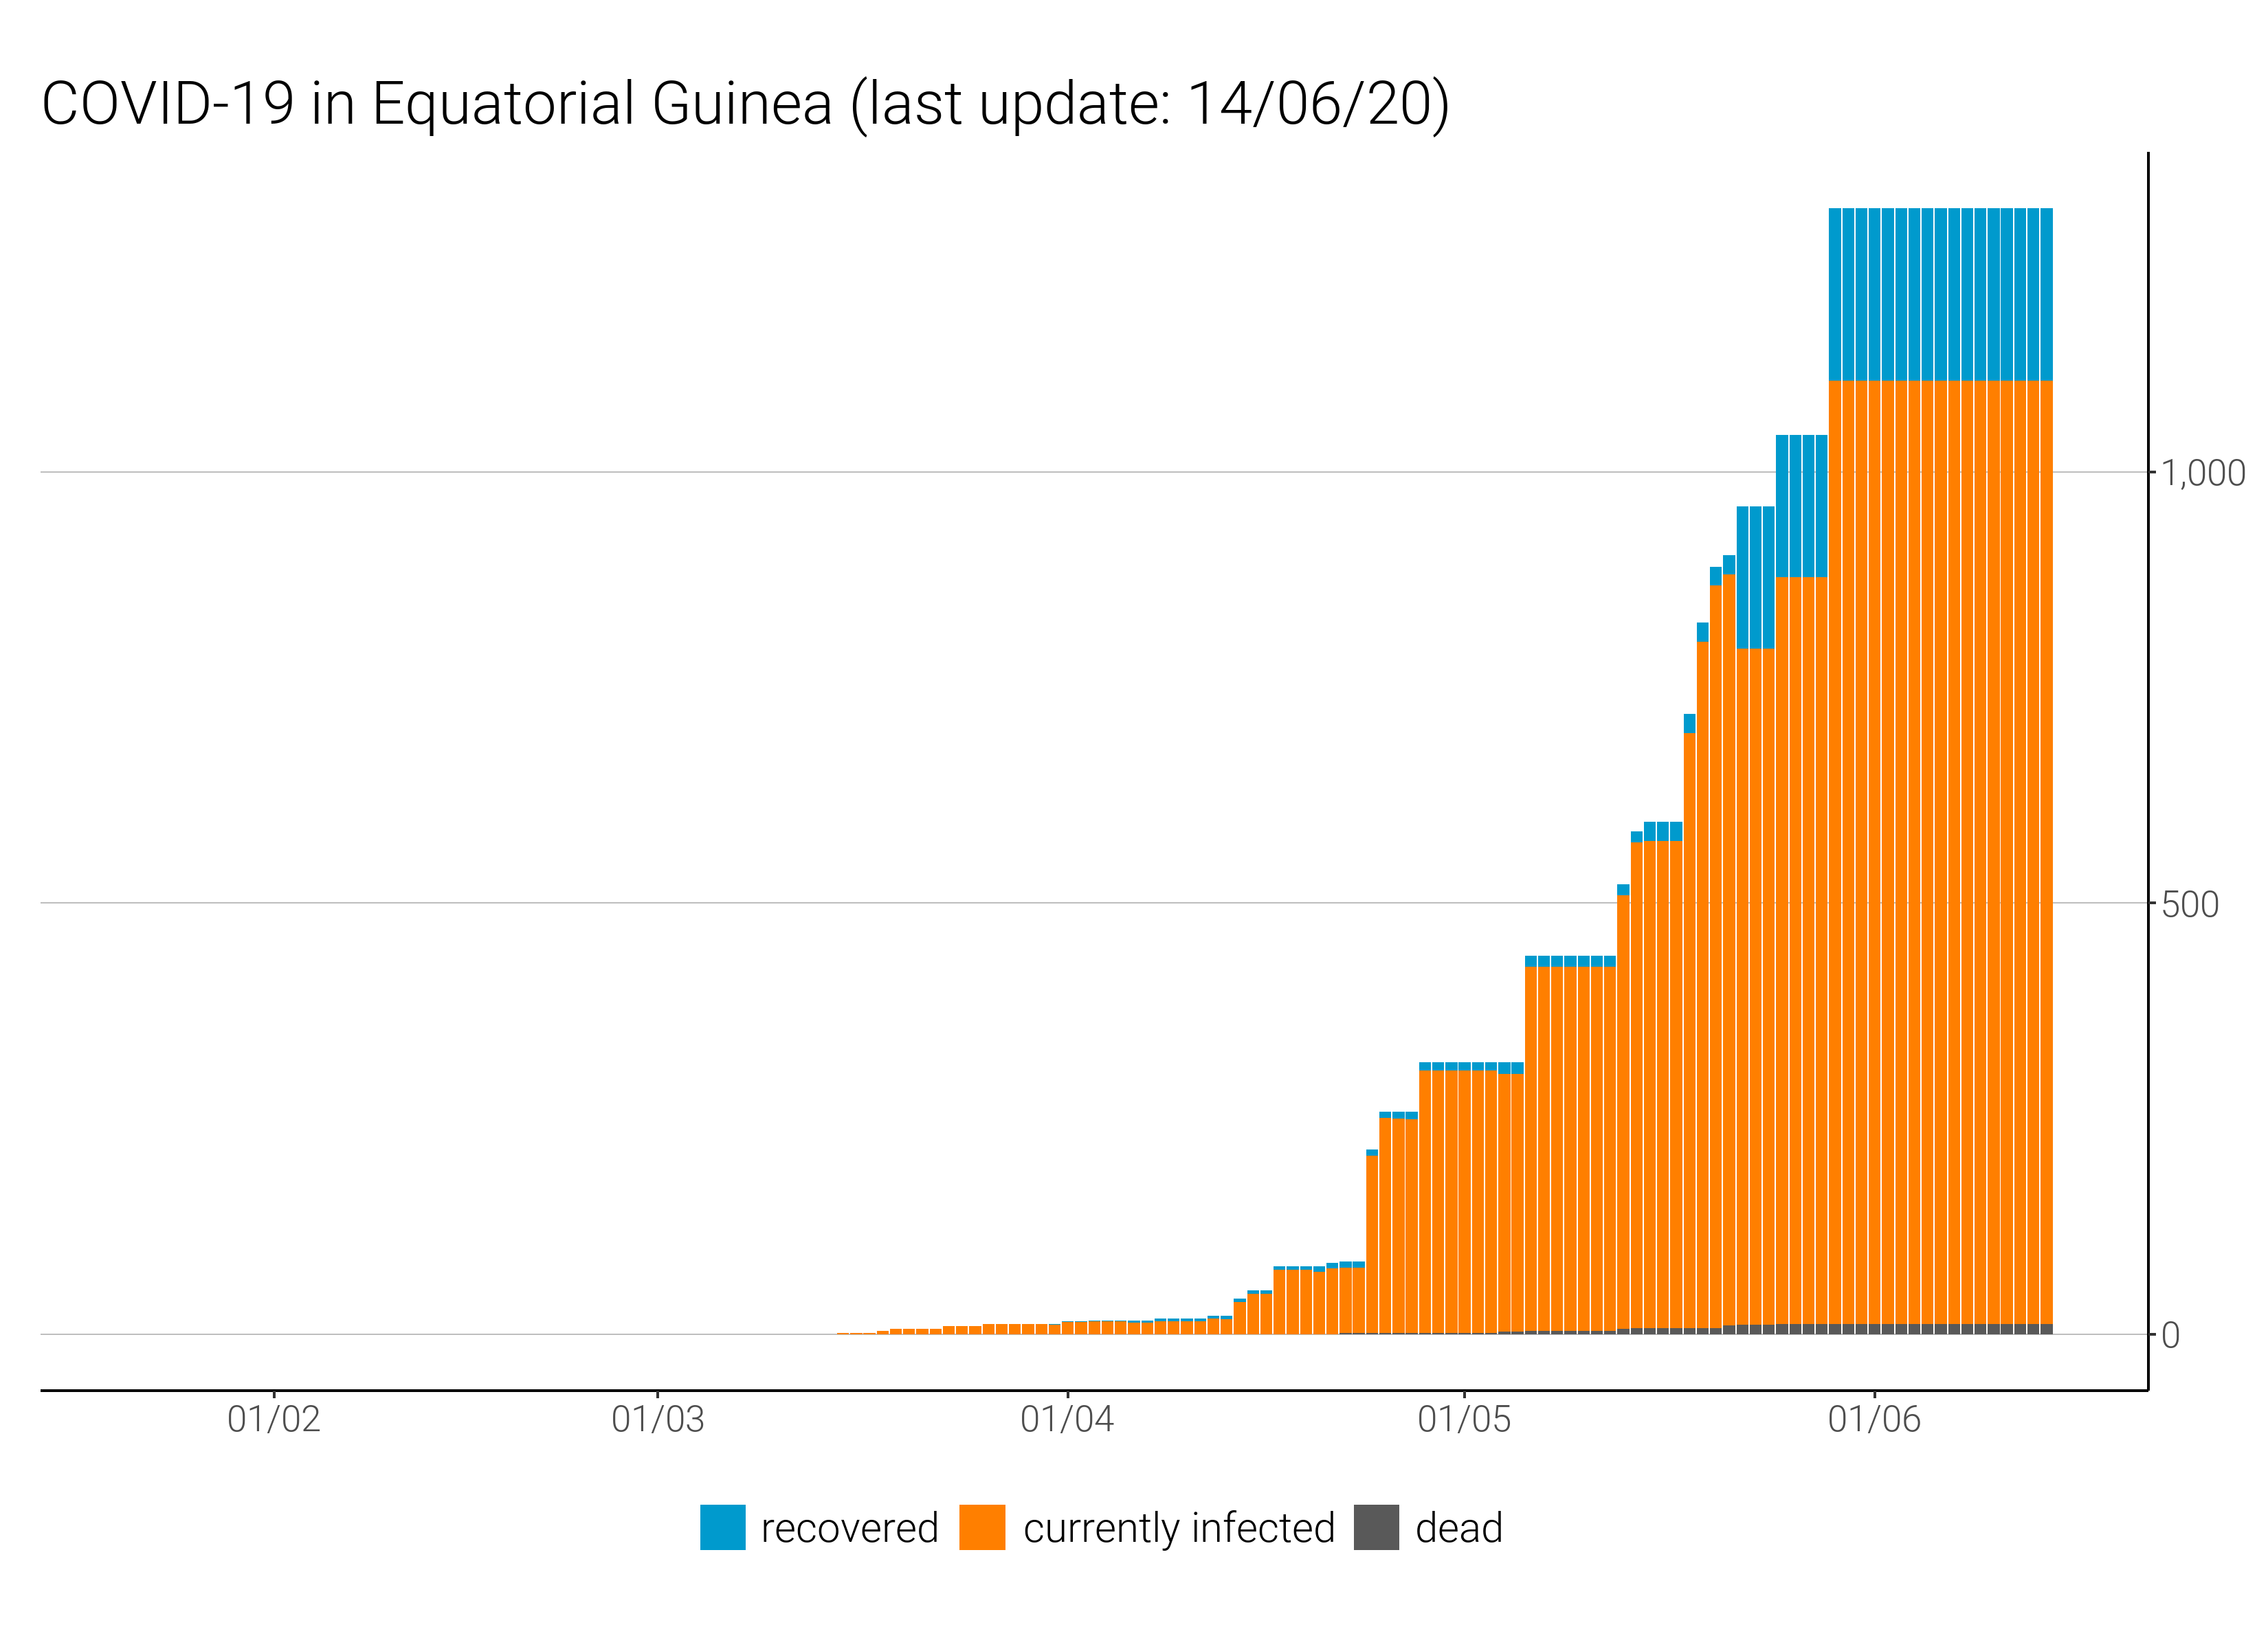 COVID-19 in Equatorial Guinea (last update: 14/06/20)
1,000
500
0
01/02 01/03 01/04 01/05 01/06
recovered currently infected dead